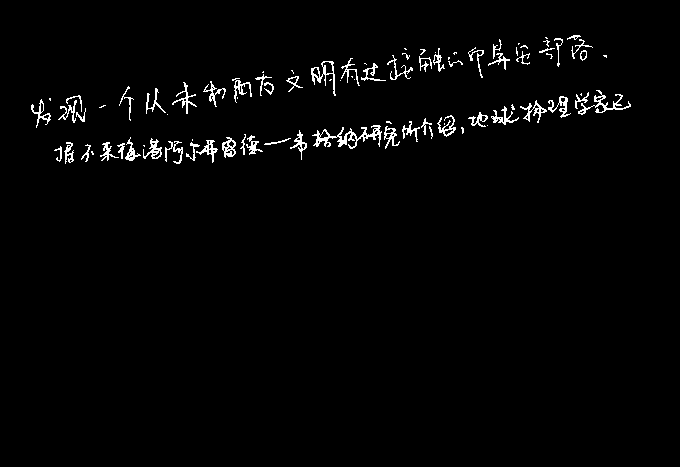 发现一个从未和西方文明有过接触的印第安部落.
据不来梅港阿尔弗雷德一韦格纳研究所介绍,地球物理学家已